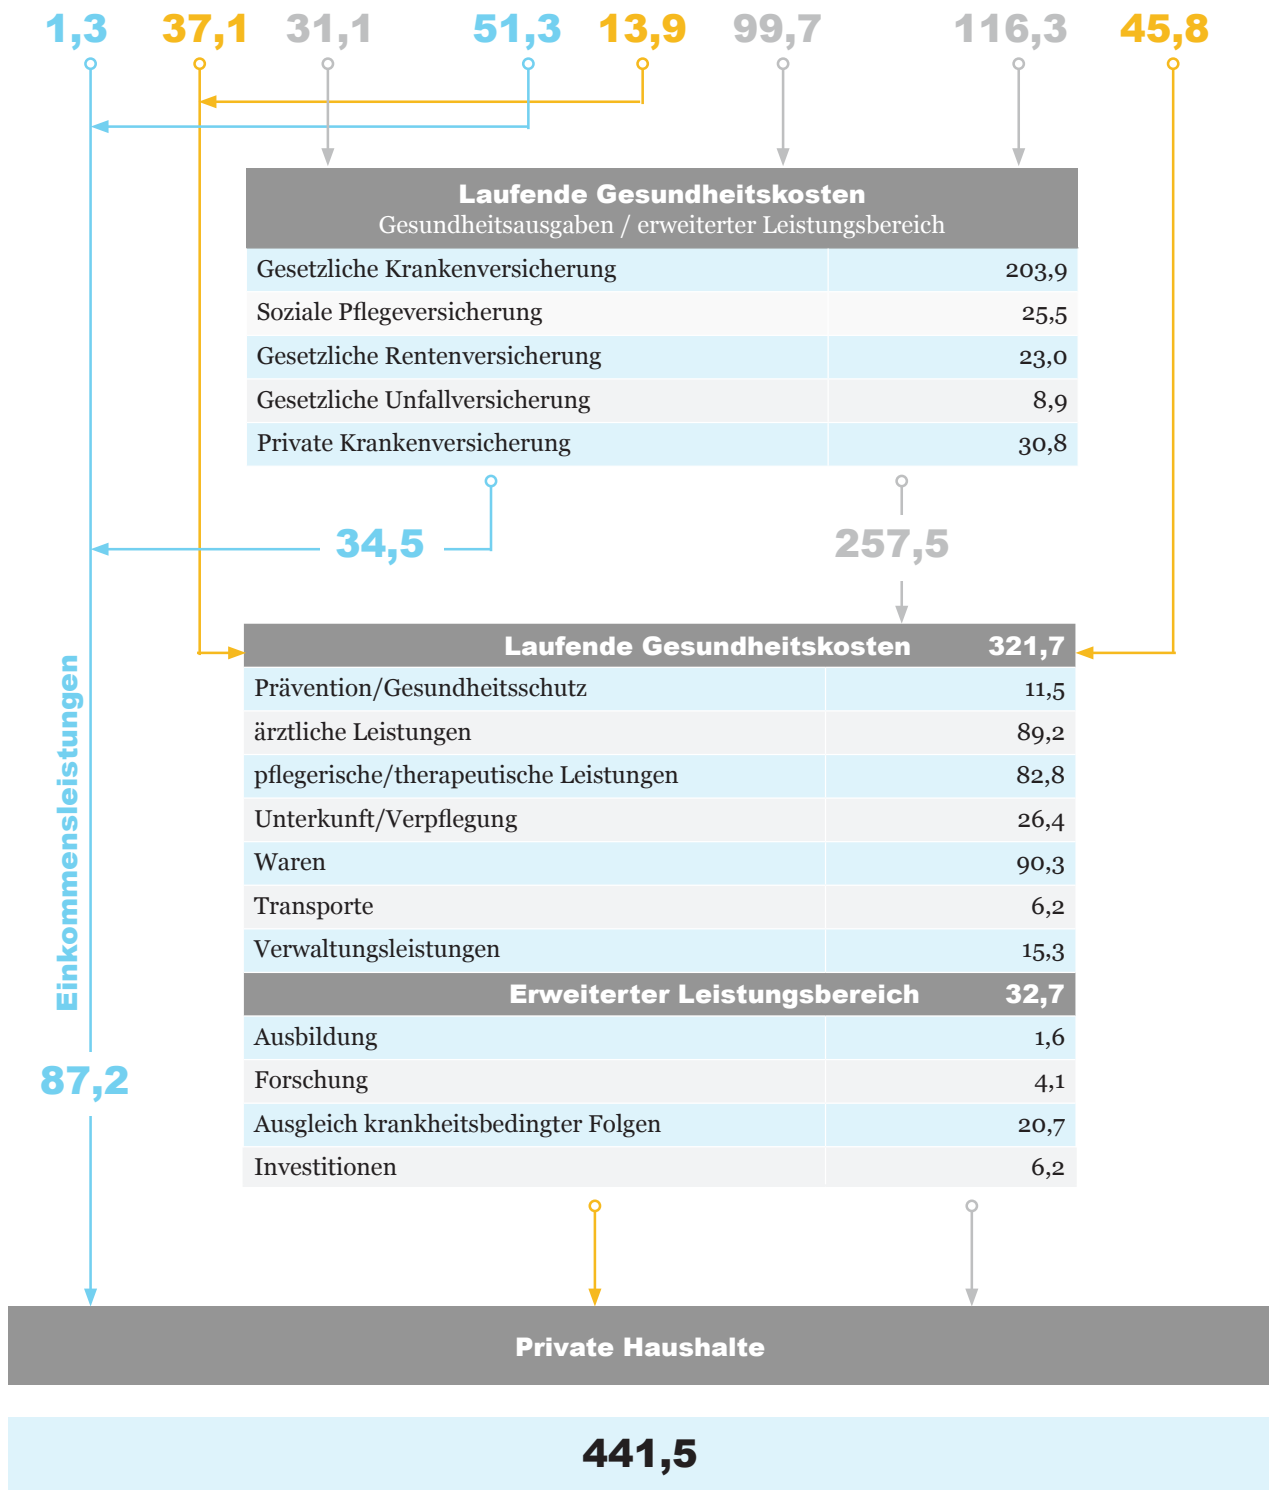 1,3 37,1 31,1 51,3 13,9 99,7 116,3 45,8
Laufende Gesundheitskosten
Gesundheitsausgaben / erweiterter Leistungsbereich
Gesetzliche Krankenversicherung 203,9
Soziale Pflegeversicherung 25,5
Gesetzliche Rentenversicherung 23,0
Gesetzliche Unfallversicherung 8,9
Private Krankenversicherung 30,8
34,5 257,5
Laufende Gesundheitskosten 321,7
Prävention/Gesundheitsschutz 11,5
ärztliche Leistungen 89,2
pflegerische/therapeutische Leistungen 82,8
Unterkunft/Verpflegung 26,4
Waren 90,3
Transporte 6,2
Verwaltungsleistungen 15,3
Erweiterter Leistungsbereich 32,7
Ausbildung 1,6
Forschung 4,1
Ausgleich krankheitsbedingter Folgen 20,7
Investitionen 6,2
Einkommensleistungen
87,2
Private Haushalte
441,5